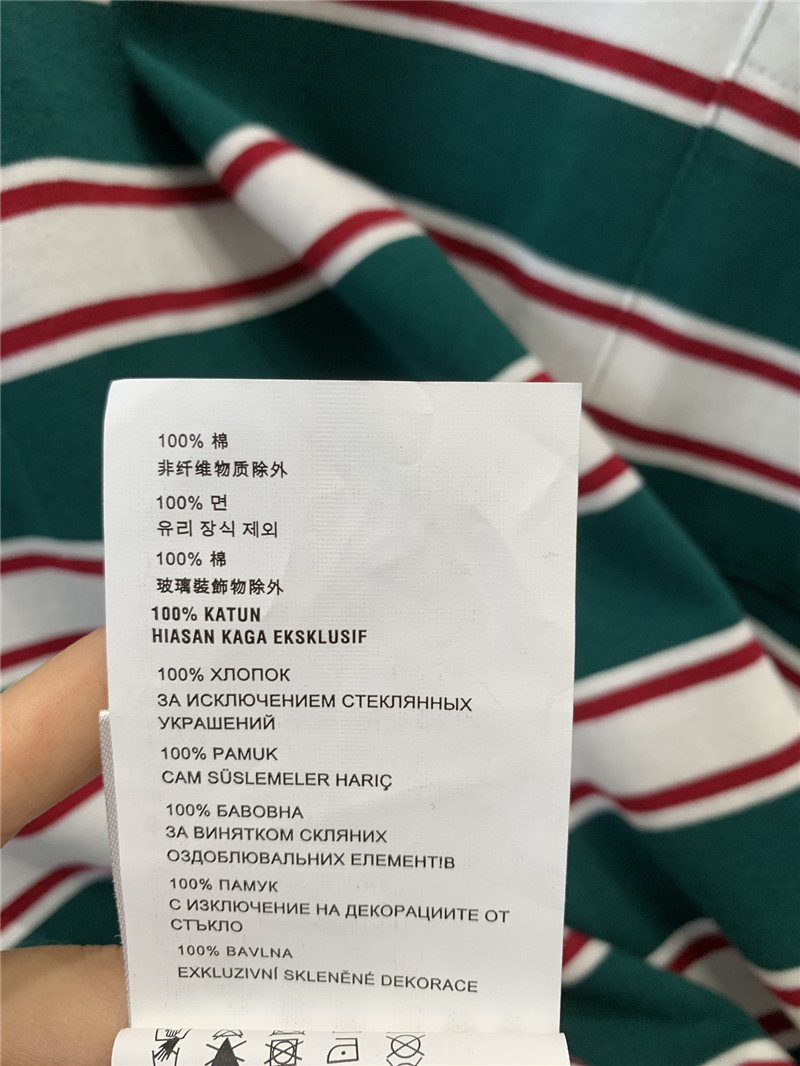 100% 棉
非纤维物质除外
100% 면
유리 장식 제외
100% 棉
玻璃裝飾物除外
100% KATUN
HIASAN KAGA EKSKLUSIF
100% ХЛОПОК
ЗА ИСКЛЮЧЕНИЕМ СТЕКЛЯННЫХ
УКРАШЕНИЙ
100% PAMUK
CAM SÜSLEMELER HARIÇ
100% БАВОВНА
ЗА ВИНЯТКОМ СКЛЯНИХ
ОЗДОБЛЮВАЛЬНИХ ЕЛЕМЕНТ!В
100% ПАМУК
С ИЗКЛЮЧЕНИЕ НА ДЕКОРАЦИИТЕ ОТ
СТЪКЛО
100% BAVLNA
EXKLUZIVNÍ SKLENĚNÉ DEKORACE